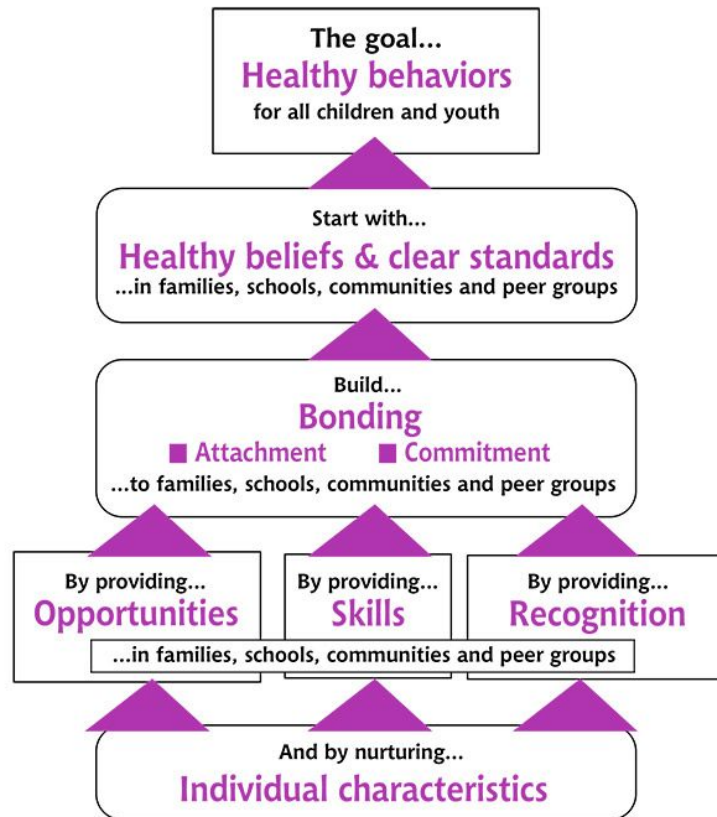 The goal...
Healthy behaviors
for all children and youth
Start with...
Healthy beliefs & clear standards
...in families, schools, communities and peer groups
Build...
Bonding
■ Attachment ■ Commitment
...to families, schools, communities and peer groups
By providing...
Opportunities
By providing...
Skills
By providing...
Recognition
...in families, schools, communities and peer groups
And by nurturing...
Individual characteristics